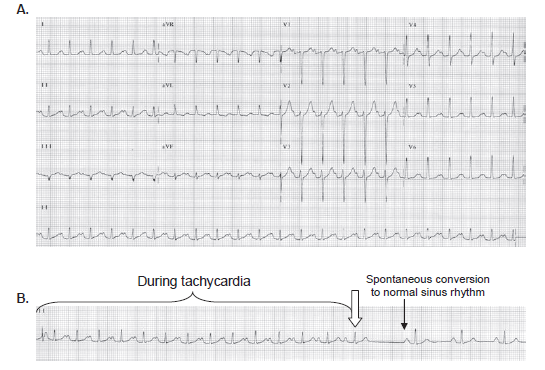 A.
I aVR V1 V4
II aVL V2 V5
III aVF V3 V6
II
During tachycardia
Spontaneous conversion
to normal sinus rhythm
B.
II